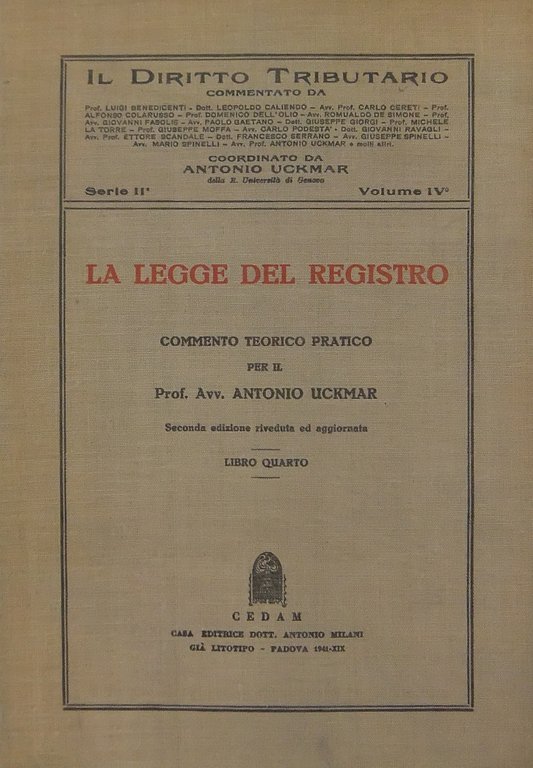 IL DIRITTO TRIBUTARIO
COMMENTATO DA
Prof. LUIGI BENEDICENTI - Dott. LEOPOLDO CALIENDO - Avv. Prof. CARLO CERETI - Prof.
ALFONSO COLARUSSO - Prof. DOMENICO DELL'OLIO - Avv. ROMUALDO DE SIMONE - Prof.
Avv. GIOVANNI FASOLIS - Avv. PAOLO GAETANO - Dott. GIUSEPPE GIORGI - Prof. MICHELE
LA TORRE - Prof. GIUSEPPE MOFFA - Avv. CARLO PODESTA' - Dott. GIOVANNI RAVAGLI -
Avv. Prof. ETTORE SCANDALE - Dott. FRANCESCO SERRANO - Avv. GIUSEPPE SPINELLI -
Avv. MARIO SPINELLI - Avv. Prof. ANTONIO UCKMAR e molti altri.
COORDINATO DA
ANTONIO UCKMAR
della R. Università di Genova
Serie IIª Volume IVº
LA LEGGE DEL REGISTRO
COMMENTO TEORICO PRATICO
PER IL
Prof. Avv. ANTONIO UCKMAR
Seconda edizione riveduta ed aggiornata
LIBRO QUARTO
CEDAM
CASA EDITRICE DOTT. ANTONIO MILANI
GIÀ LITOTIPO - PADOVA 1941-XIX